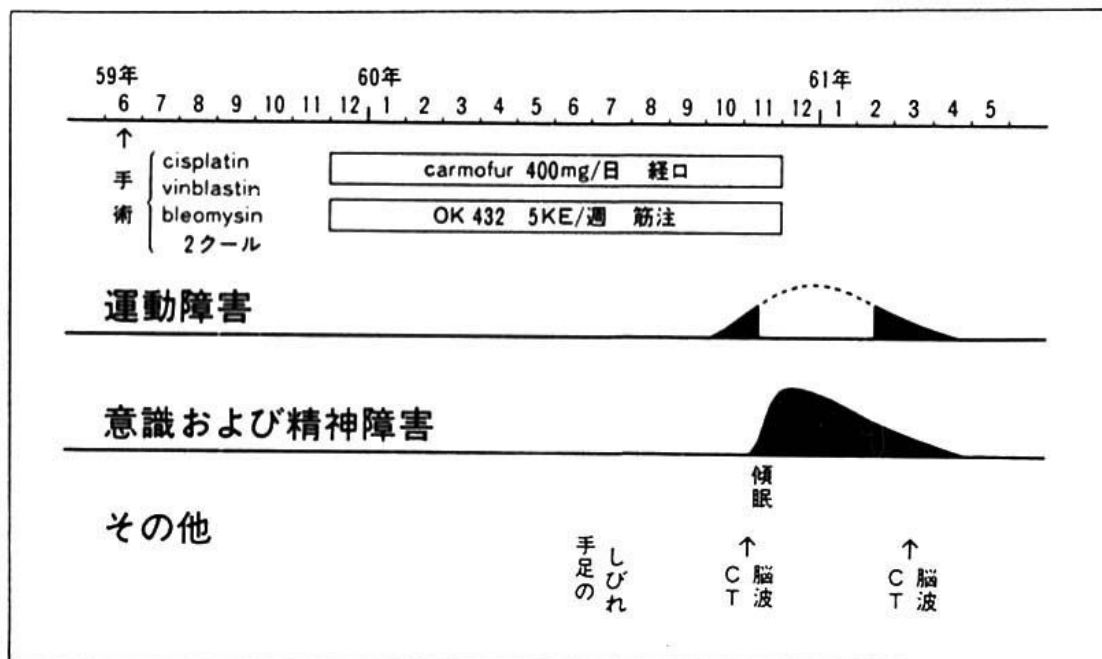 59年 60年 61年
6 7 8 9 10 11 12 1 2 3 4 5 6 7 8 9 10 11 12 1 2 3 4 5
↑
手術
cisplatin
vinblastin
bleomysin
2クール
carmofur 400mg/日 経口
OK 432 5KE/週 筋注
運動障害
意識および精神障害
傾眠
その他
手足の
しびれ
↑
脳波
CT
↑
脳波
CT